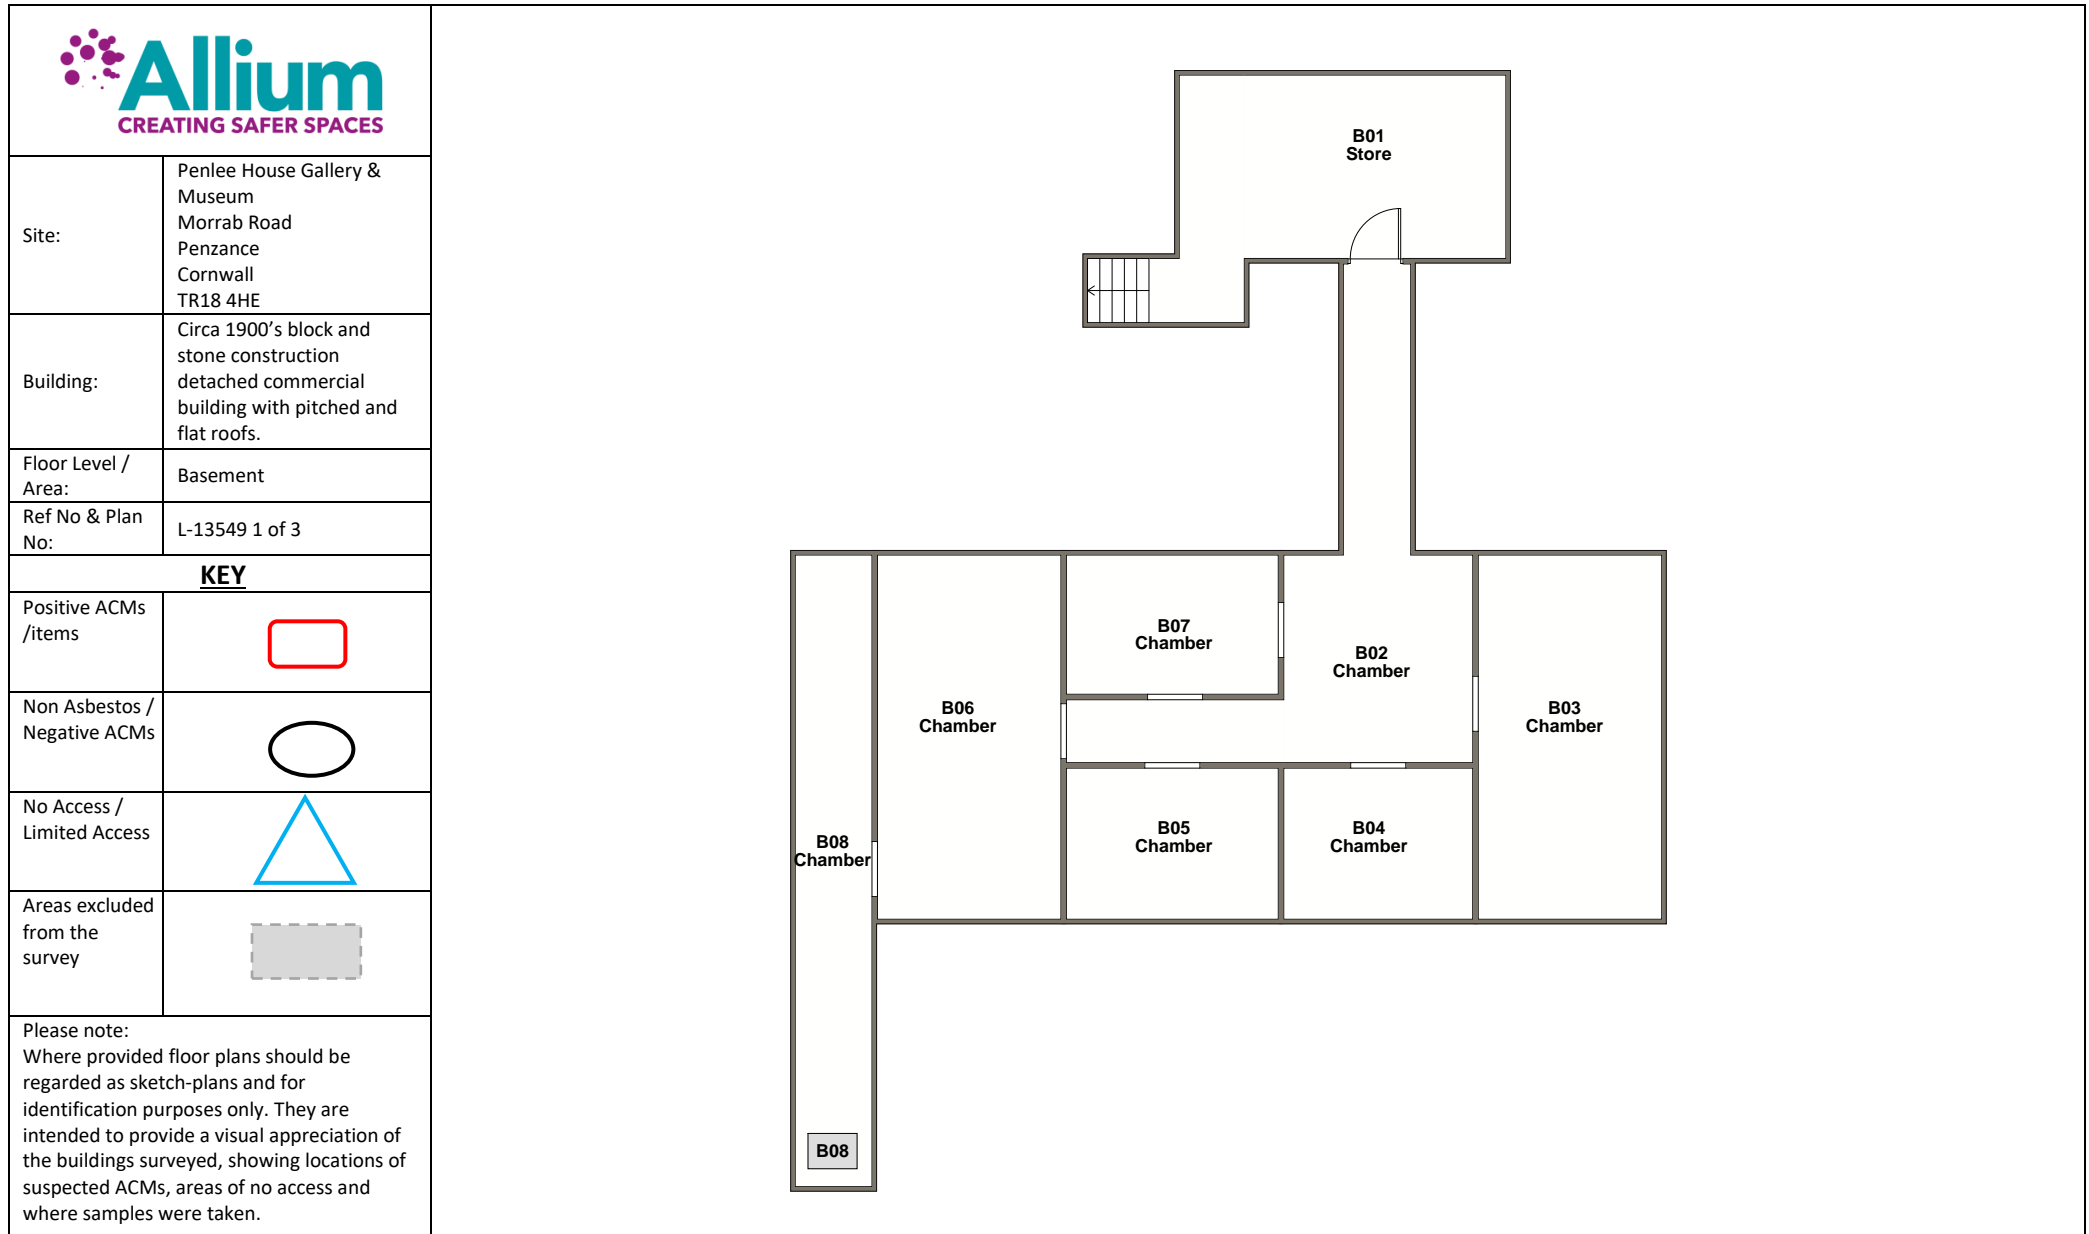 Allium
CREATING SAFER SPACES
Site:
Penlee House Gallery &
Museum
Morrab Road
Penzance
Cornwall
TR18 4HE
Building:
Circa 1900’s block and
stone construction
detached commercial
building with pitched and
flat roofs.
Floor Level /
Area:
Basement
Ref No & Plan
No:
L-13549 1 of 3
KEY
Positive ACMs
/items
Non Asbestos /
Negative ACMs
No Access /
Limited Access
Areas excluded
from the
survey
Please note:
Where provided floor plans should be
regarded as sketch-plans and for
identification purposes only. They are
intended to provide a visual appreciation of
the buildings surveyed, showing locations of
suspected ACMs, areas of no access and
where samples were taken.
B01
Store
B07
Chamber
B02
Chamber
B06
Chamber
B03
Chamber
B08
Chamber
B05
Chamber
B04
Chamber
B08